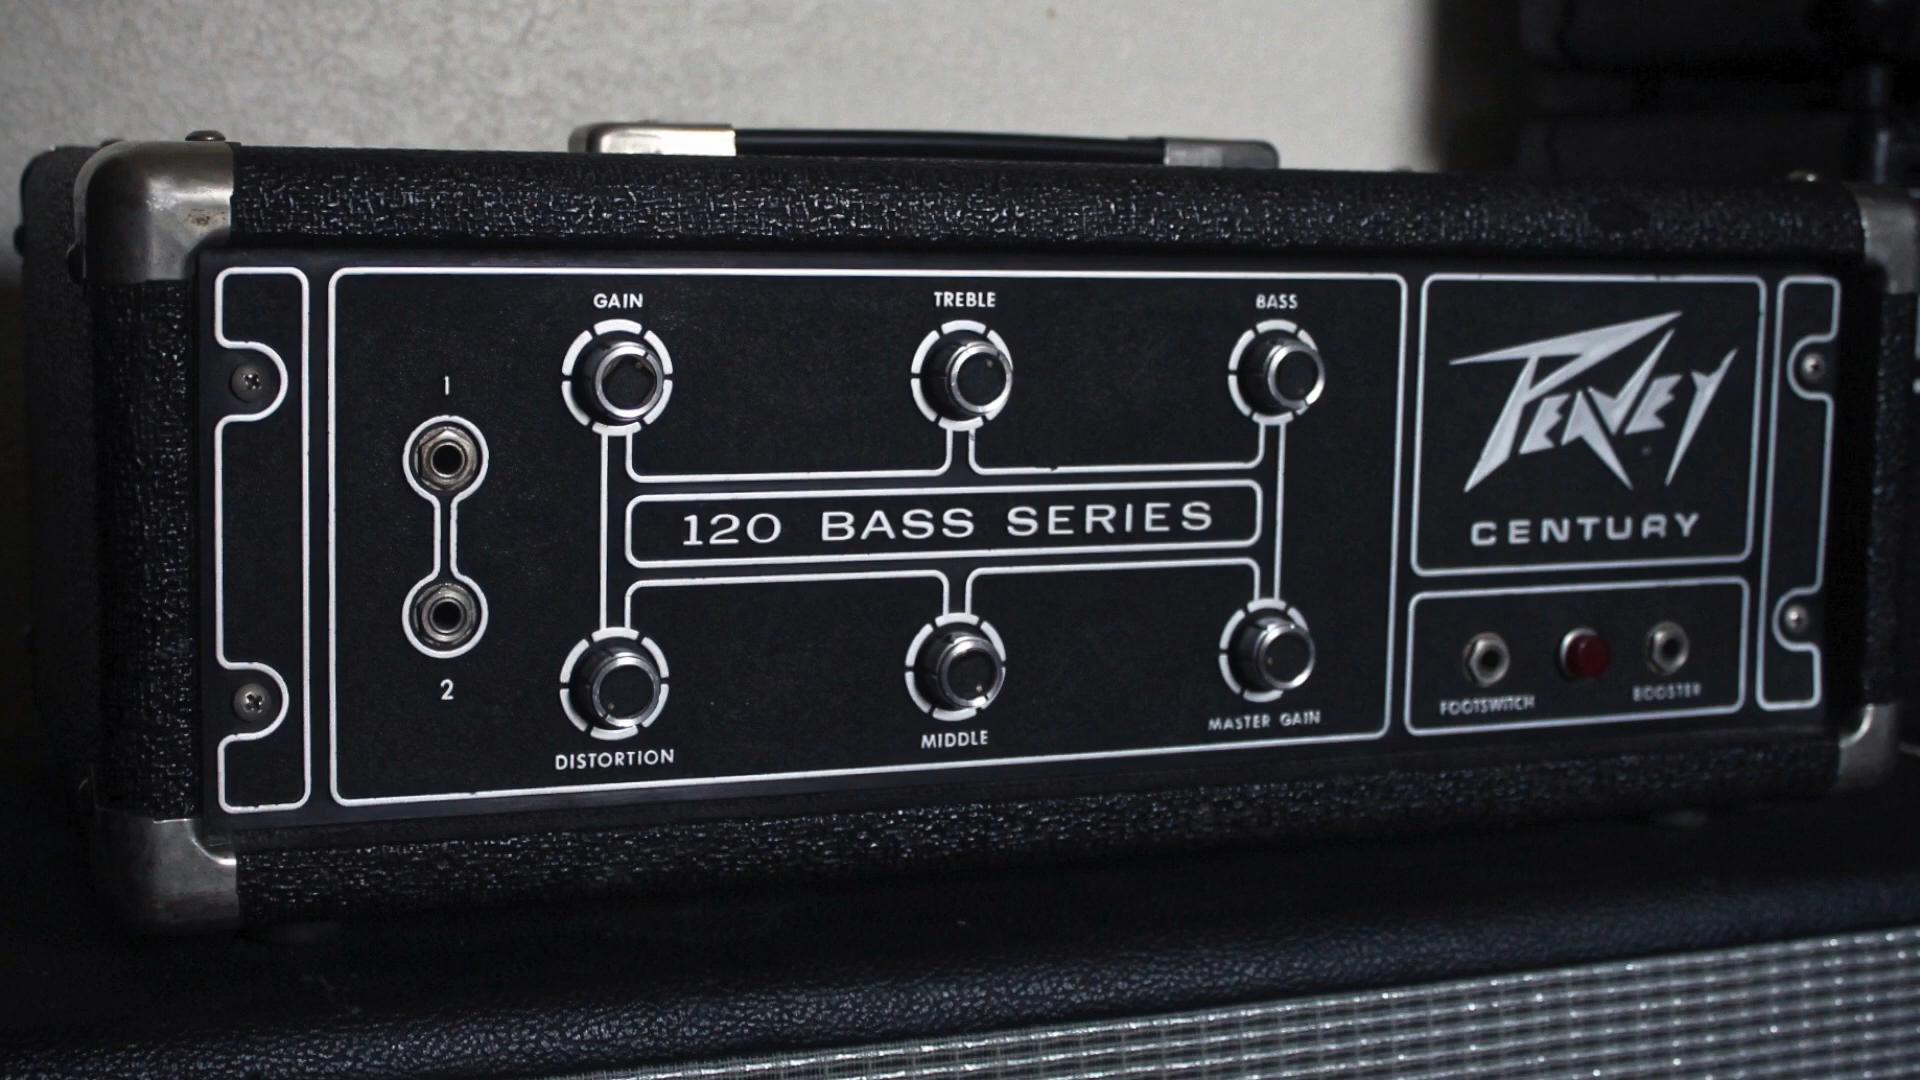 GAIN
TREBLE
BASS
1
120 BASS SERIES
2
DISTORTION
MIDDLE
MASTER GAIN
PEAVEY
CENTURY
FOOTSWITCH
BOOSTER